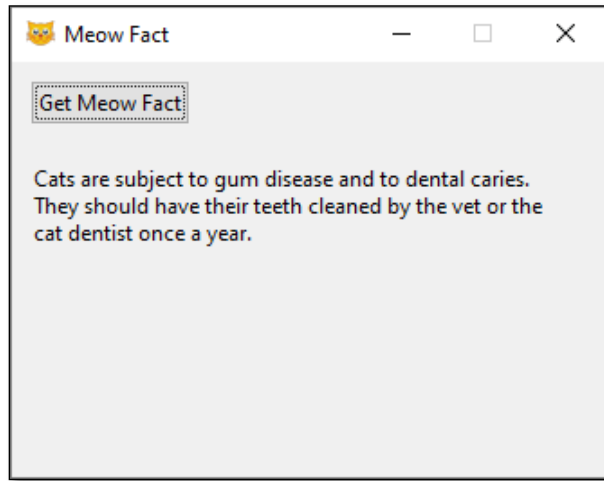 Meow Fact
Get Meow Fact
Cats are subject to gum disease and to dental caries.
They should have their teeth cleaned by the vet or the
cat dentist once a year.